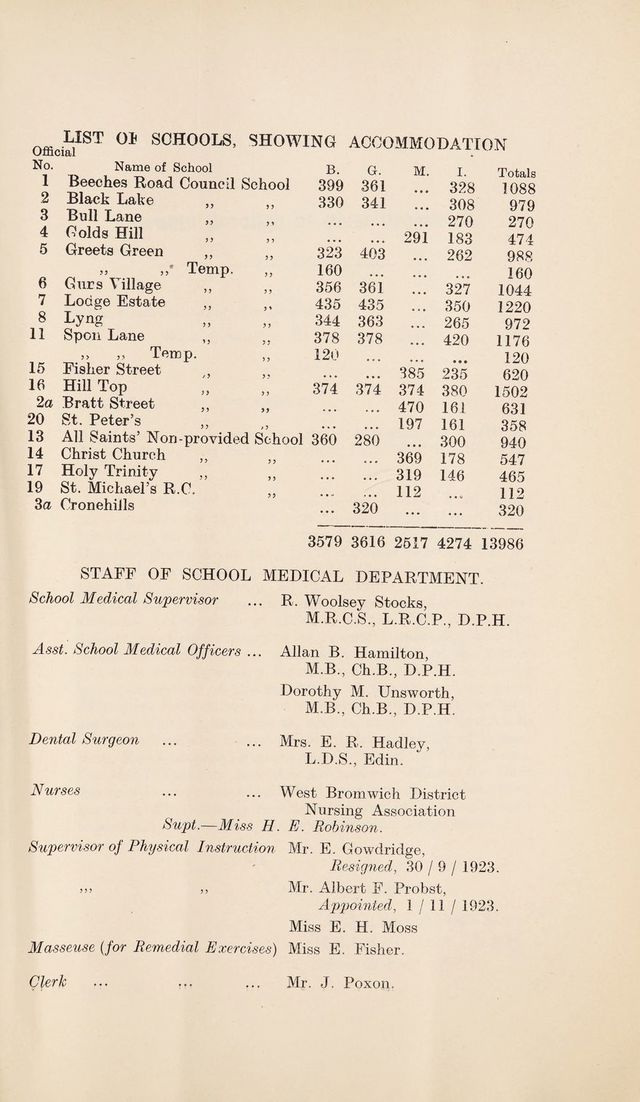 LIST OF SCHOOLS, SHOWING ACCOMMODATION
Official
No. Name of School B. G. M. I. Totals
1 Beeches Road Council School 399 361 ... 328 1088
2 Black Lake ,, ,, 330 341 ... 308 979
3 Bull Lane ,, ,, ... ... ... 270 270
4 Golds Hill ,, ,, ... ... 291 183 474
5 Greets Green ,, ,, 323 403 ... 262 988
,, ,, Temp. ,, 160 ... ... ... 160
6 Gurs Village ,, ,, 356 361 ... 327 1044
7 Lodge Estate ,, ,, 435 435 ... 350 1220
8 Lyng ,, ,, 344 363 ... 265 972
11 Spon Lane ,, ,, 378 378 ... 420 1176
,, ,, Temp. ,, 120 ... ... ... 120
15 Fisher Street ,, ,, ... ... 385 235 620
16 Hill Top ,, ,, 374 374 374 380 1502
2a Bratt Street ,, ,, ... ... 470 161 631
20 St. Peter's ,, ,, ... ... 197 161 358
13 All Saints' Non-provided School 360 280 ... 300 940
14 Christ Church ,, ,, ... ... 369 178 547
17 Holy Trinity ,, ,, ... ... 319 146 465
19 St. Michael's R.C. ,, ... ... 112 ... 112
3a Cronehills ... 320 ... ... 320
3579 3616 2517 4274 13986
STAFF OF SCHOOL MEDICAL DEPARTMENT.
School Medical Supervisor ... R. Woolsey Stocks,
M.R.C.S., L.R.C.P., D.P.H.
Asst. School Medical Officers ... Allan B. Hamilton,
M.B., Ch.B., D.P.H.
Dorothy M. Unsworth,
M.B., Ch.B., D.P.H.
Dental Surgeon ... ... Mrs. E. R. Hadley,
L.D.S., Edin.
Nurses ... ... West Bromwich District
Nursing Association
Supt.—Miss H. E. Robinson.
Supervisor of Physical Instruction Mr. E. Gowdridge,
Resigned, 30 / 9 / 1923.
,,, ,, Mr. Albert F. Probst,
Appointed, 1 / 11 / 1923.
Miss E. H. Moss
Masseuse (for Remedial Exercises) Miss E. Fisher.
Clerk ... ... ... Mr. J. Poxon.